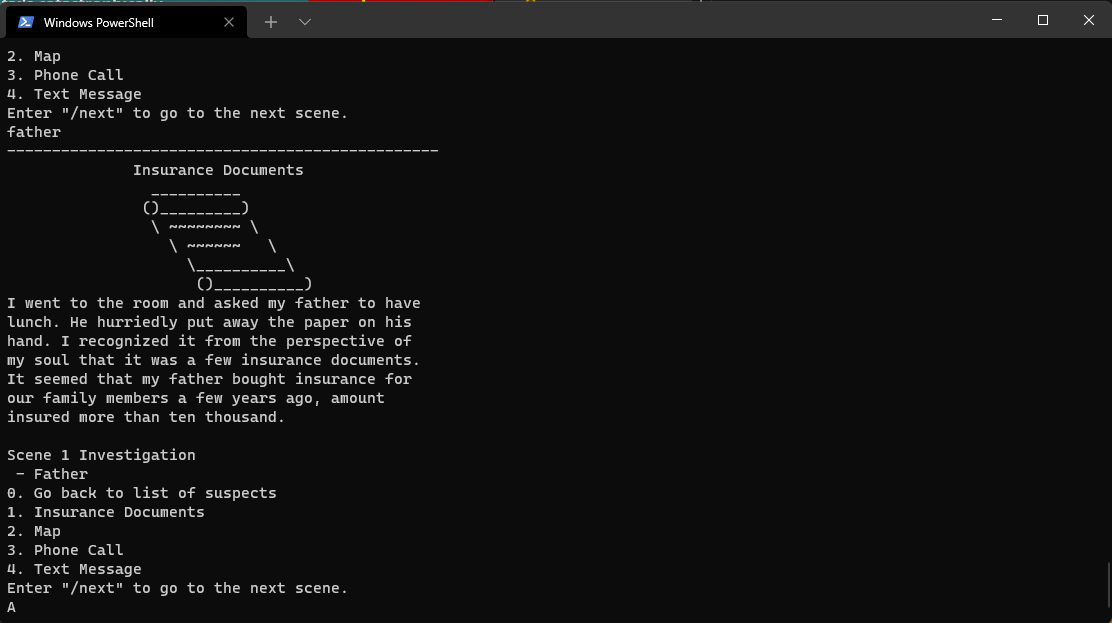 Windows PowerShell
2. Map
3. Phone Call
4. Text Message
Enter "/next" to go to the next scene.
father
------------------------------------------------
              Insurance Documents
                __________
               ()_________)
                \ ~~~~~~~~ \
                  \ ~~~~~~   \
                    \__________\
                     ()__________)
I went to the room and asked my father to have
lunch. He hurriedly put away the paper on his
hand. I recognized it from the perspective of
my soul that it was a few insurance documents.
It seemed that my father bought insurance for
our family members a few years ago, amount
insured more than ten thousand.

Scene 1 Investigation
 - Father
0. Go back to list of suspects
1. Insurance Documents
2. Map
3. Phone Call
4. Text Message
Enter "/next" to go to the next scene.
A